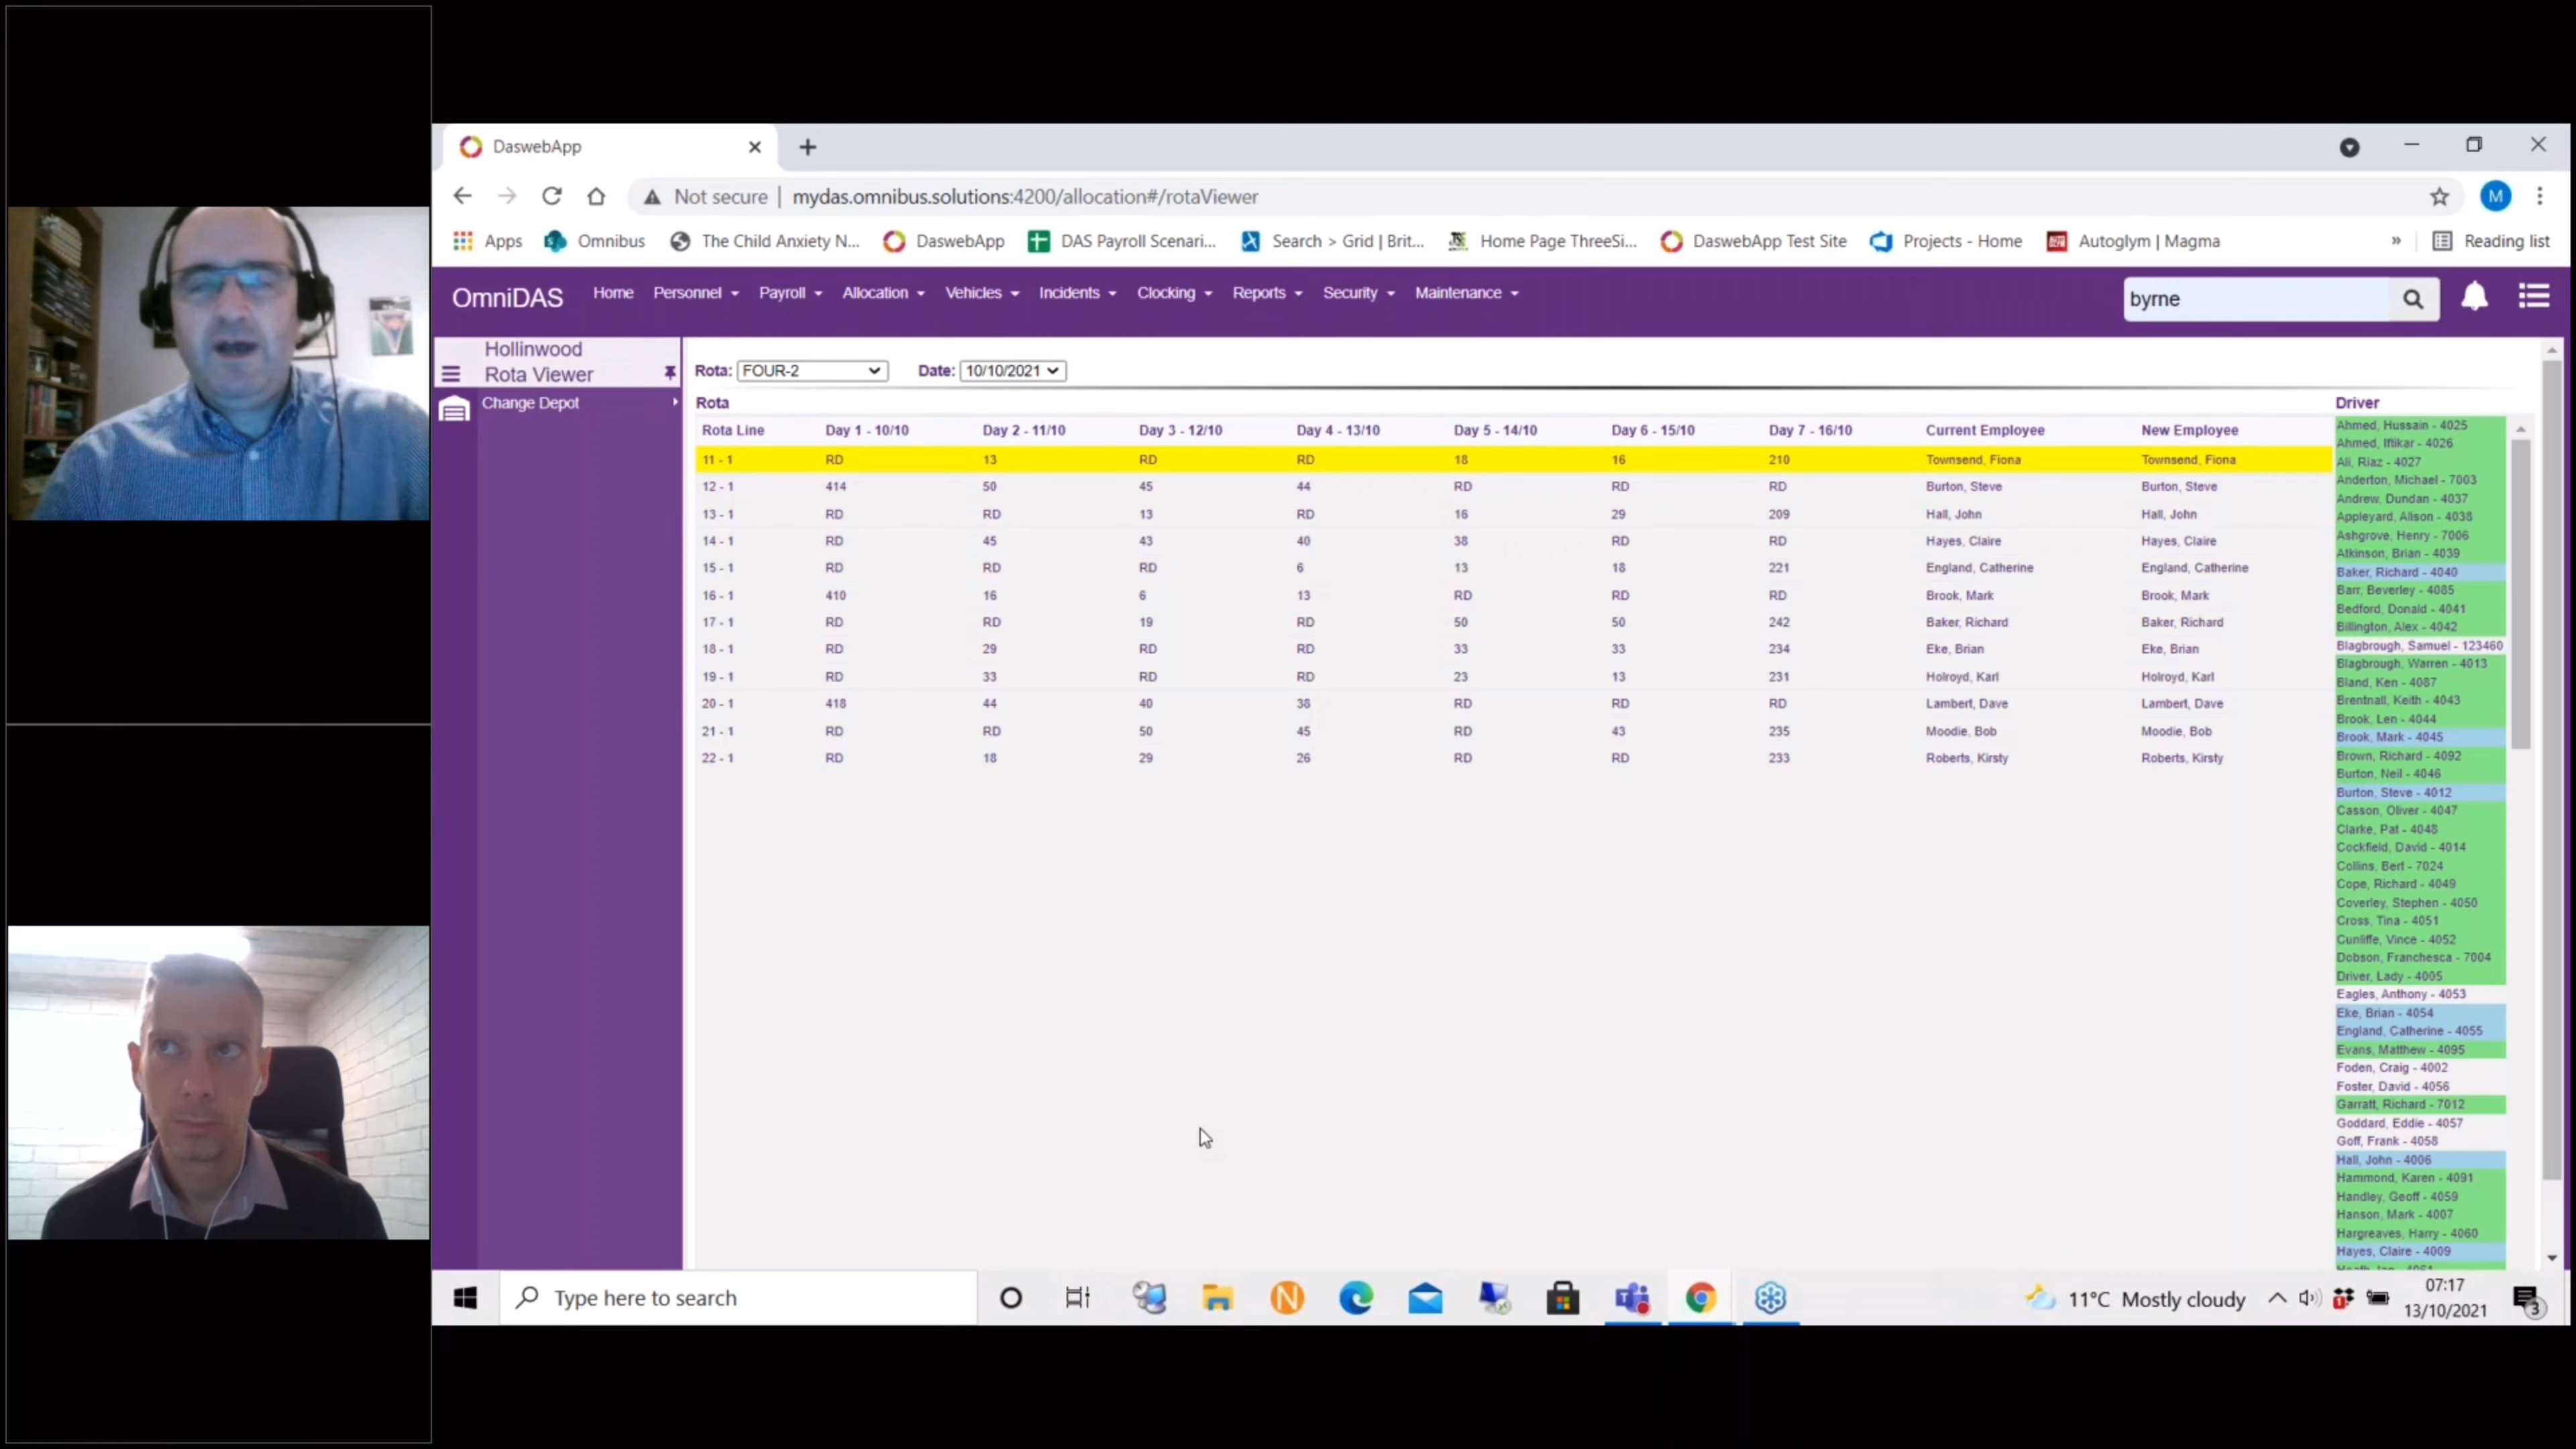 DaswebApp
Not secure | mydas.omnibus.solutions:4200/allocation#/rotaViewer
M
Apps Omnibus The Child Anxiety N... DaswebApp DAS Payroll Scenari... Search > Grid | Brit... Home Page ThreeSi... DaswebApp Test Site Projects - Home Autoglym | Magma » Reading list
OmniDAS Home Personnel Payroll Allocation Vehicles Incidents Clocking Reports Security Maintenance byrne
Hollinwood
Rota Viewer
Change Depot
Rota: FOUR-2 Date: 10/10/2021
Rota
Rota Line Day 1 - 10/10 Day 2 - 11/10 Day 3 - 12/10 Day 4 - 13/10 Day 5 - 14/10 Day 6 - 15/10 Day 7 - 16/10 Current Employee New Employee
11 - 1 RD 13 RD RD 18 16 210 Townsend, Fiona Townsend, Fiona
12 - 1 414 50 45 44 RD RD RD Burton, Steve Burton, Steve
13 - 1 RD RD 13 RD 16 29 209 Hall, John Hall, John
14 - 1 RD 45 43 40 38 RD RD Hayes, Claire Hayes, Claire
15 - 1 RD RD RD 6 13 18 221 England, Catherine England, Catherine
16 - 1 410 16 6 13 RD RD RD Brook, Mark Brook, Mark
17 - 1 RD RD 19 RD 50 50 242 Baker, Richard Baker, Richard
18 - 1 RD 29 RD RD 33 33 234 Eke, Brian Eke, Brian
19 - 1 RD 33 RD RD 23 13 231 Holroyd, Karl Holroyd, Karl
20 - 1 418 44 40 38 RD RD RD Lambert, Dave Lambert, Dave
21 - 1 RD RD 50 45 RD 43 235 Moodie, Bob Moodie, Bob
22 - 1 RD 18 29 26 RD RD 233 Roberts, Kirsty Roberts, Kirsty
Driver
Ahmed, Hussain - 4025
Ahmed, Iftikar - 4026
Ali, Riaz - 4027
Anderton, Michael - 7003
Andrew, Dundan - 4037
Appleyard, Alison - 4038
Ashgrove, Henry - 7006
Atkinson, Brian - 4039
Baker, Richard - 4040
Barr, Beverley - 4085
Bedford, Donald - 4041
Billington, Alex - 4042
Blagbrough, Samuel - 123460
Blagbrough, Warren - 4013
Bland, Ken - 4087
Brentnall, Keith - 4043
Brook, Len - 4044
Brook, Mark - 4045
Brown, Richard - 4092
Burton, Neil - 4046
Burton, Steve - 4012
Casson, Oliver - 4047
Clarke, Pat - 4048
Cockfield, David - 4014
Collins, Bert - 7024
Cope, Richard - 4049
Coverley, Stephen - 4050
Cross, Tina - 4051
Cunliffe, Vince - 4052
Dobson, Franchesca - 7004
Driver, Lady - 4005
Eagles, Anthony - 4053
Eke, Brian - 4054
England, Catherine - 4055
Evans, Matthew - 4095
Foden, Craig - 4002
Foster, David - 4056
Garratt, Richard - 7012
Goddard, Eddie - 4057
Goff, Frank - 4058
Hall, John - 4006
Hammond, Karen - 4091
Handley, Geoff - 4059
Hanson, Mark - 4007
Hargreaves, Harry - 4060
Hayes, Claire - 4009
Type here to search
11°C Mostly cloudy
07:17
13/10/2021
3